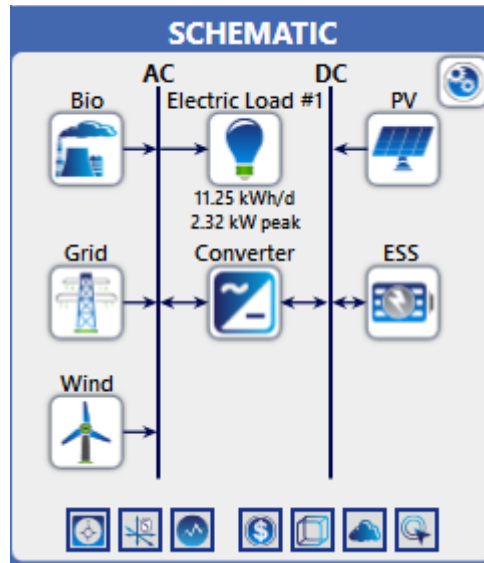 SCHEMATIC
AC DC
Bio Electric Load #1 PV
11.25 kWh/d
2.32 kW peak
Grid Converter ESS
Wind